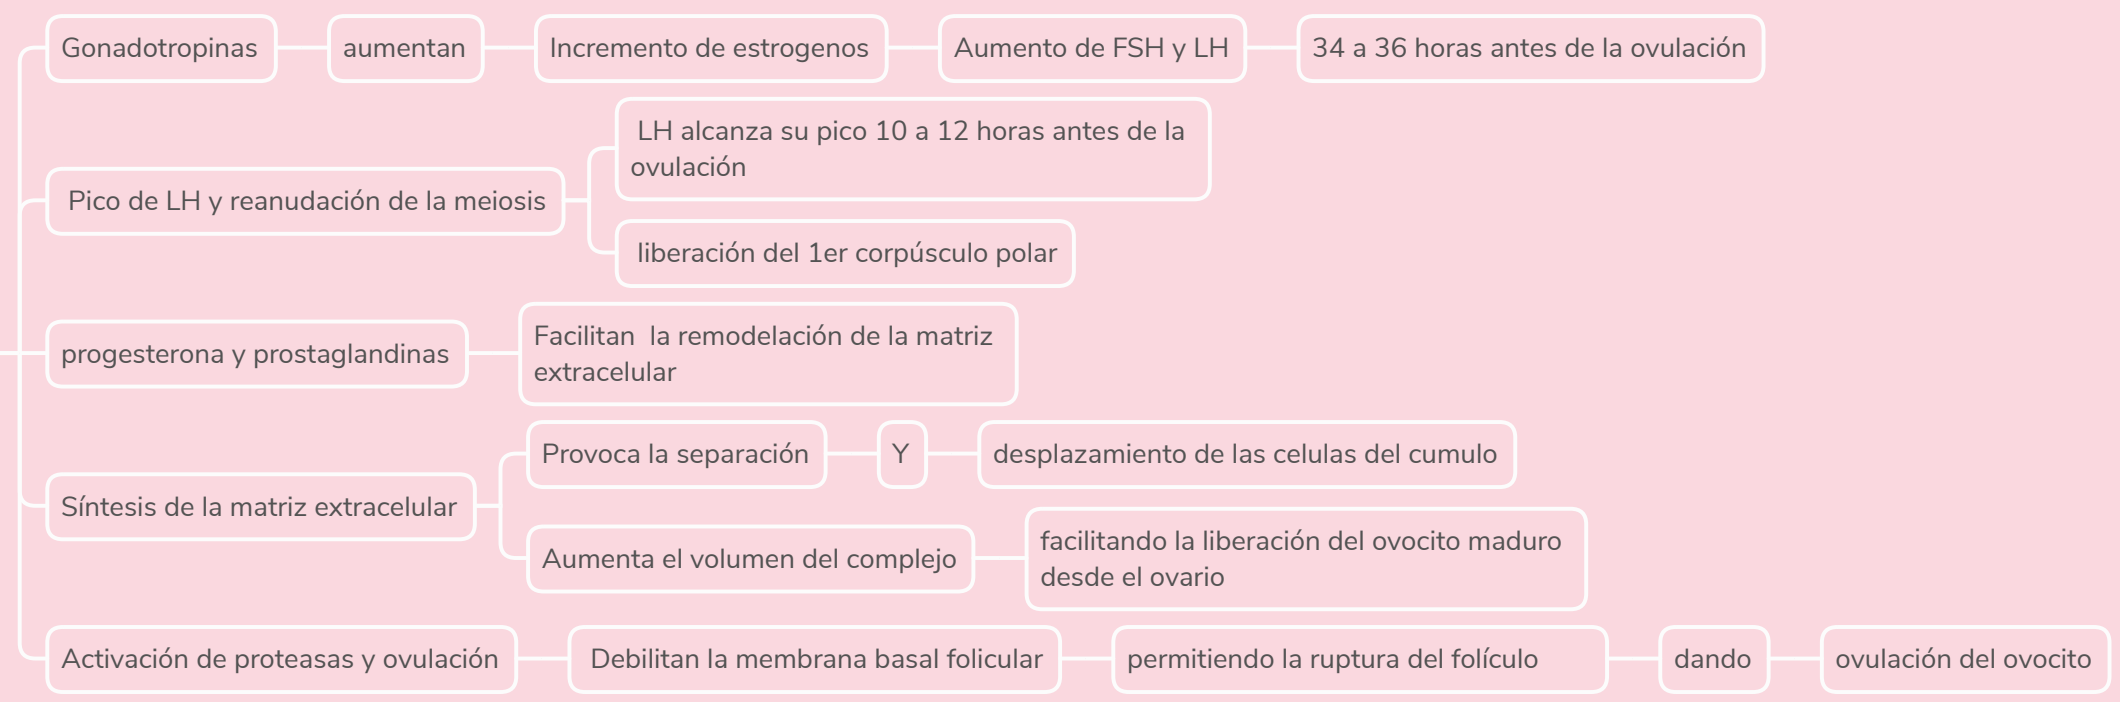 Gonadotropinas
aumentan
Incremento de estrogenos
Aumento de FSH y LH
34 a 36 horas antes de la ovulación
Pico de LH y reanudación de la meiosis
LH alcanza su pico 10 a 12 horas antes de la
ovulación
liberación del 1er corpúsculo polar
progesterona y prostaglandinas
Facilitan  la remodelación de la matriz
extracelular
Síntesis de la matriz extracelular
Provoca la separación
Y
desplazamiento de las celulas del cumulo
Aumenta el volumen del complejo
facilitando la liberación del ovocito maduro
desde el ovario
Activación de proteasas y ovulación
Debilitan la membrana basal folicular
permitiendo la ruptura del folículo
dando
ovulación del ovocito